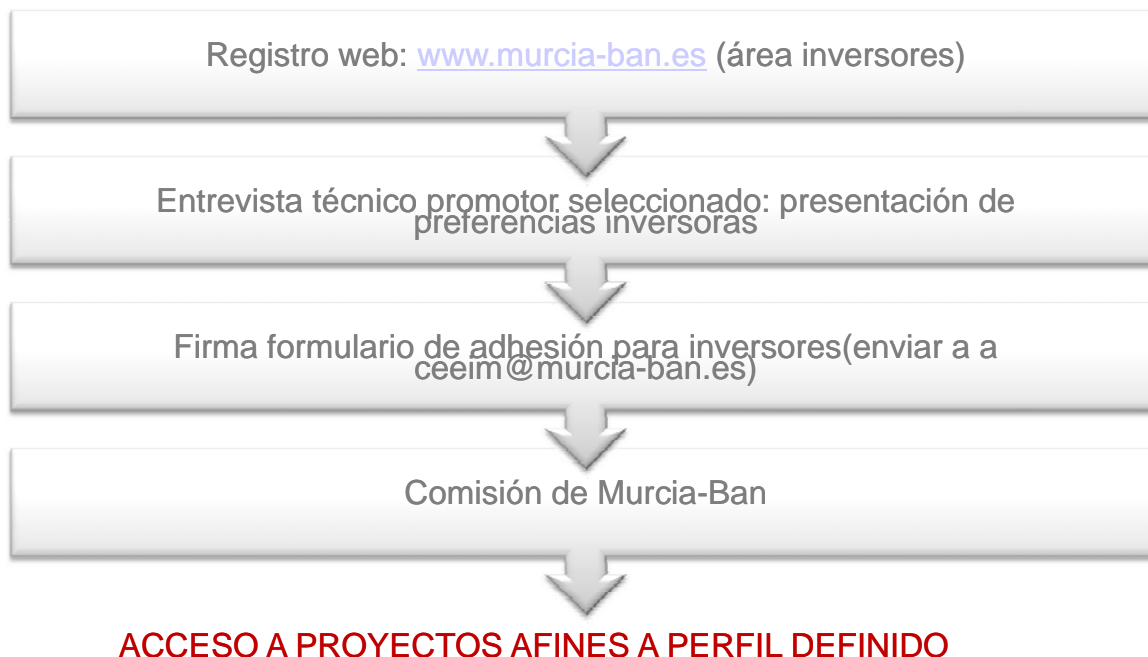 Registro web: www.murcia-ban.es (área inversores)
Entrevista técnico promotor seleccionado: presentación de
preferencias inversoras
Firma formulario de adhesión para inversores(enviar a a
ceeim@murcia-ban.es)
Comisión de Murcia-Ban
ACCESO A PROYECTOS AFINES A PERFIL DEFINIDO